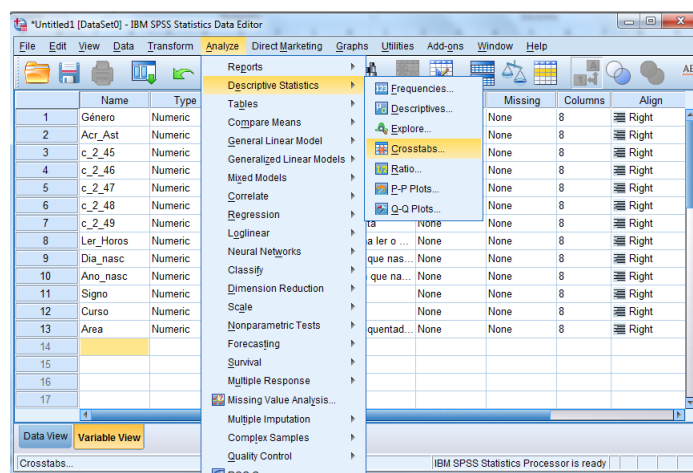 *Untitled1 [DataSet0] - IBM SPSS Statistics Data Editor
File Edit View Data Transform Analyze Direct Marketing Graphs Utilities Add-ons Window Help
Name Type Missing Columns Align
1 Género Numeric None 8 Right
2 Acr_Ast Numeric None 8 Right
3 c_2_45 Numeric None 8 Right
4 c_2_46 Numeric None 8 Right
5 c_2_47 Numeric None 8 Right
6 c_2_48 Numeric None 8 Right
7 c_2_49 Numeric ta None None 8 Right
8 Ler_Horos Numeric a ler o ... None None 8 Right
9 Dia_nasc Numeric que nas... None None 8 Right
10 Ano_nasc Numeric que na... None None 8 Right
11 Signo Numeric None None 8 Right
12 Curso Numeric None None 8 Right
13 Area Numeric quentad... None None 8 Right
14
15
16
17
Reports
Descriptive Statistics
Tables
Compare Means
General Linear Model
Generalized Linear Models
Mixed Models
Correlate
Regression
Loglinear
Neural Networks
Classify
Dimension Reduction
Scale
Nonparametric Tests
Forecasting
Survival
Multiple Response
Missing Value Analysis...
Multiple Imputation
Complex Samples
Quality Control
Frequencies...
Descriptives...
Explore...
Crosstabs...
Ratio...
P-P Plots...
Q-Q Plots...
Data View Variable View
Crosstabs... IBM SPSS Statistics Processor is ready